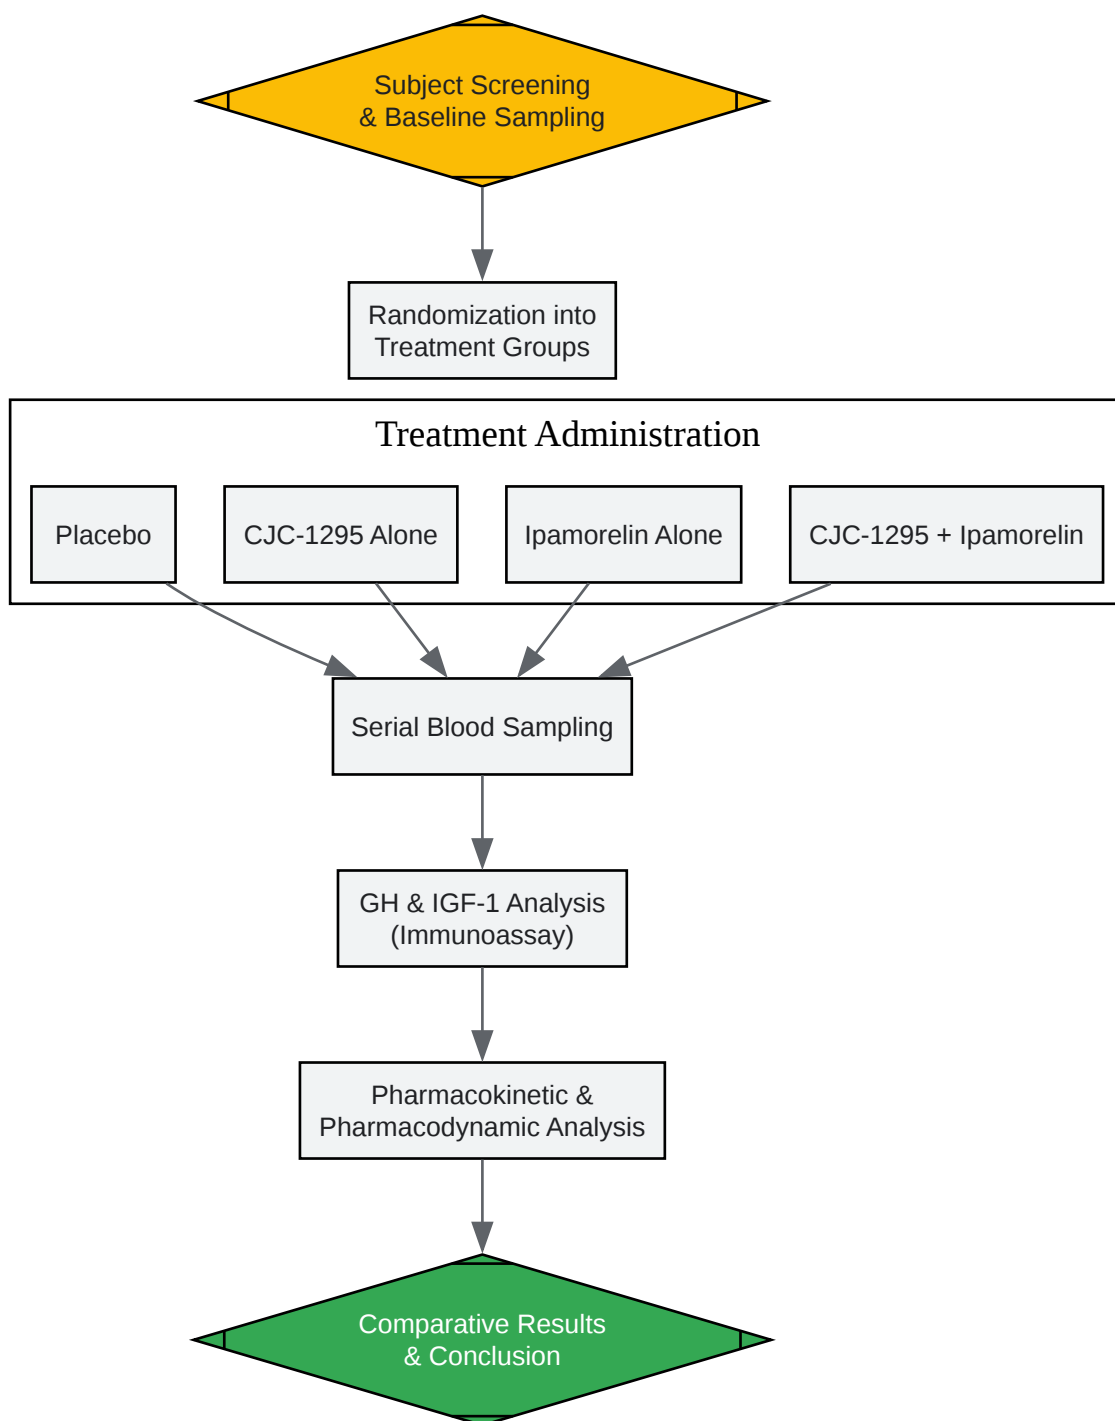 Subject Screening
& Baseline Sampling
Randomization into
Treatment Groups
Treatment Administration
Placebo
CJC-1295 Alone
Ipamorelin Alone
CJC-1295 + Ipamorelin
Serial Blood Sampling
GH & IGF-1 Analysis
(Immunoassay)
Pharmacokinetic &
Pharmacodynamic Analysis
Comparative Results
& Conclusion